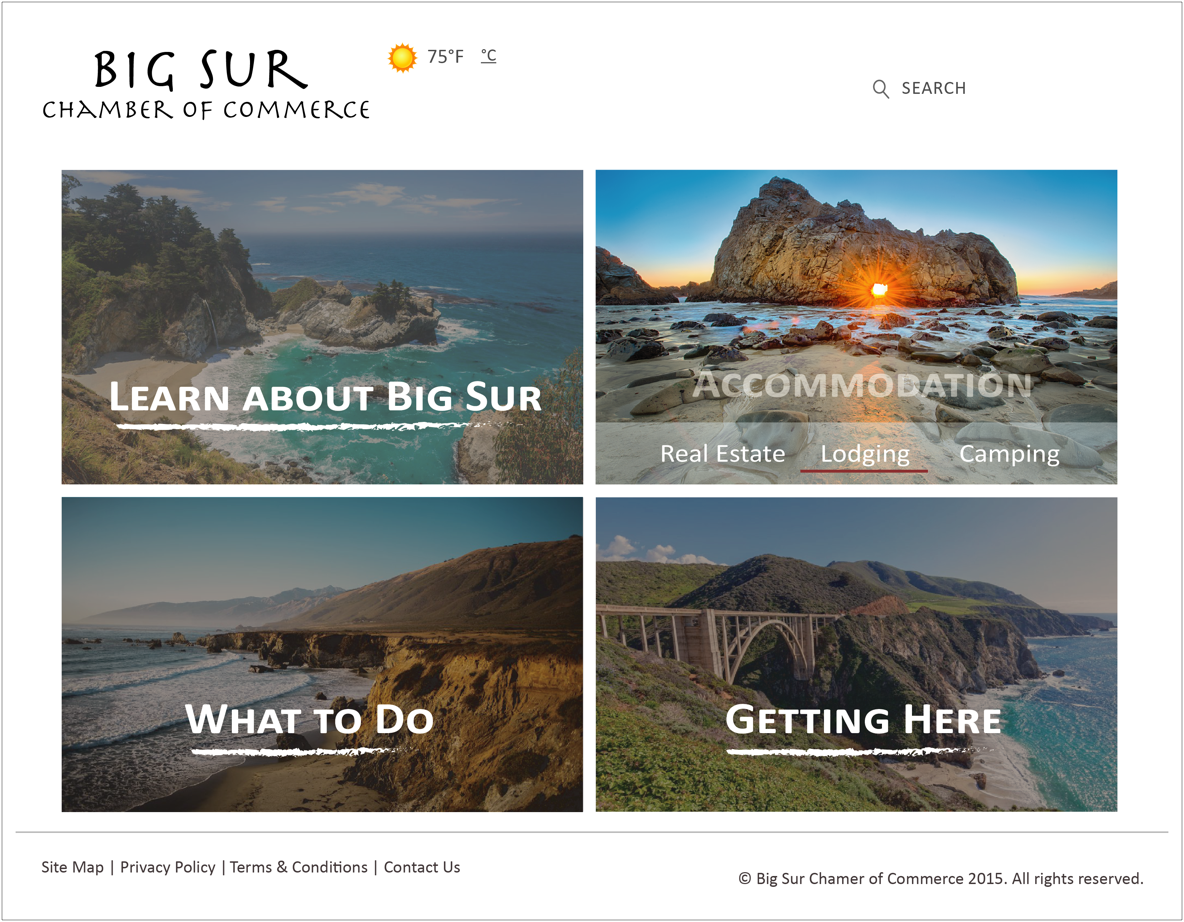 BIG SUR
CHAMBER OF COMMERCE
75°F °C
SEARCH
LEARN ABOUT BIG SUR
ACCOMMODATION
Real Estate Lodging Camping
WHAT TO DO
GETTING HERE
Site Map | Privacy Policy | Terms & Conditions | Contact Us
© Big Sur Chamer of Commerce 2015. All rights reserved.